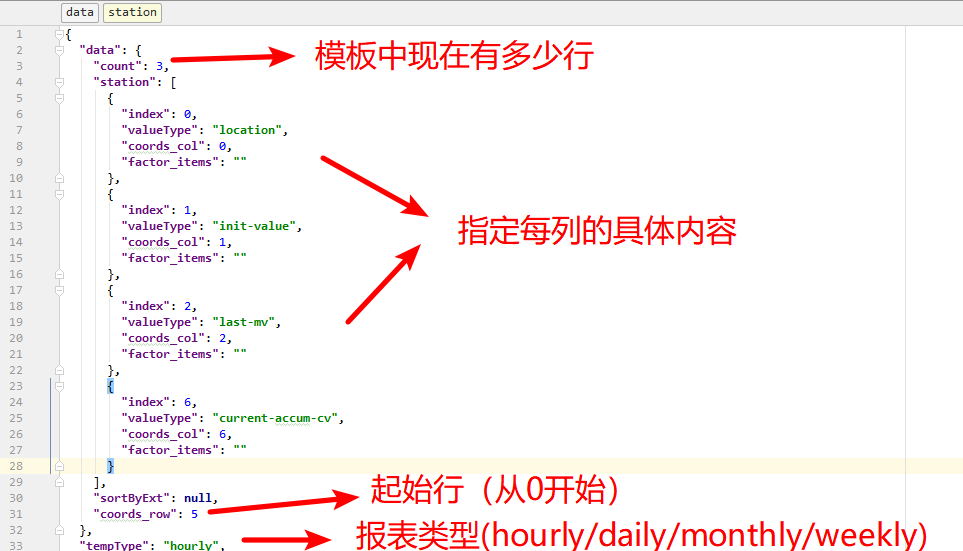 data station
1 {
2 "data": {
3 "count": 3, 模板中现在有多少行
4 "station": [
5 {
6 "index": 0,
7 "valueType": "location",
8 "coords_col": 0,
9 "factor_items": ""
10 },
11 {
12 "index": 1,
13 "valueType": "init-value", 指定每列的具体内容
14 "coords_col": 1,
15 "factor_items": ""
16 },
17 {
18 "index": 2,
19 "valueType": "last-mv",
20 "coords_col": 2,
21 "factor_items": ""
22 },
23 {
24 "index": 6,
25 "valueType": "current-accum-cv",
26 "coords_col": 6,
27 "factor_items": ""
28 }
29 ],
30 "sortByExt": null, 起始行（从0开始）
31 "coords_row": 5
32 },
33 "tempType": "hourly", 报表类型(hourly/daily/monthly/weekly)